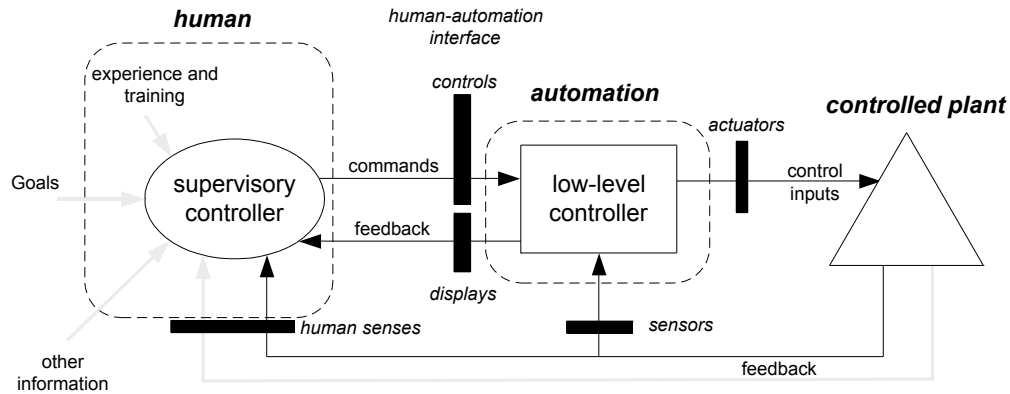 human
human-automation
interface
experience and
training
controls
automation
controlled plant
actuators
Goals
supervisory
controller
commands
low-level
controller
control
inputs
feedback
displays
human senses
sensors
other
information
feedback